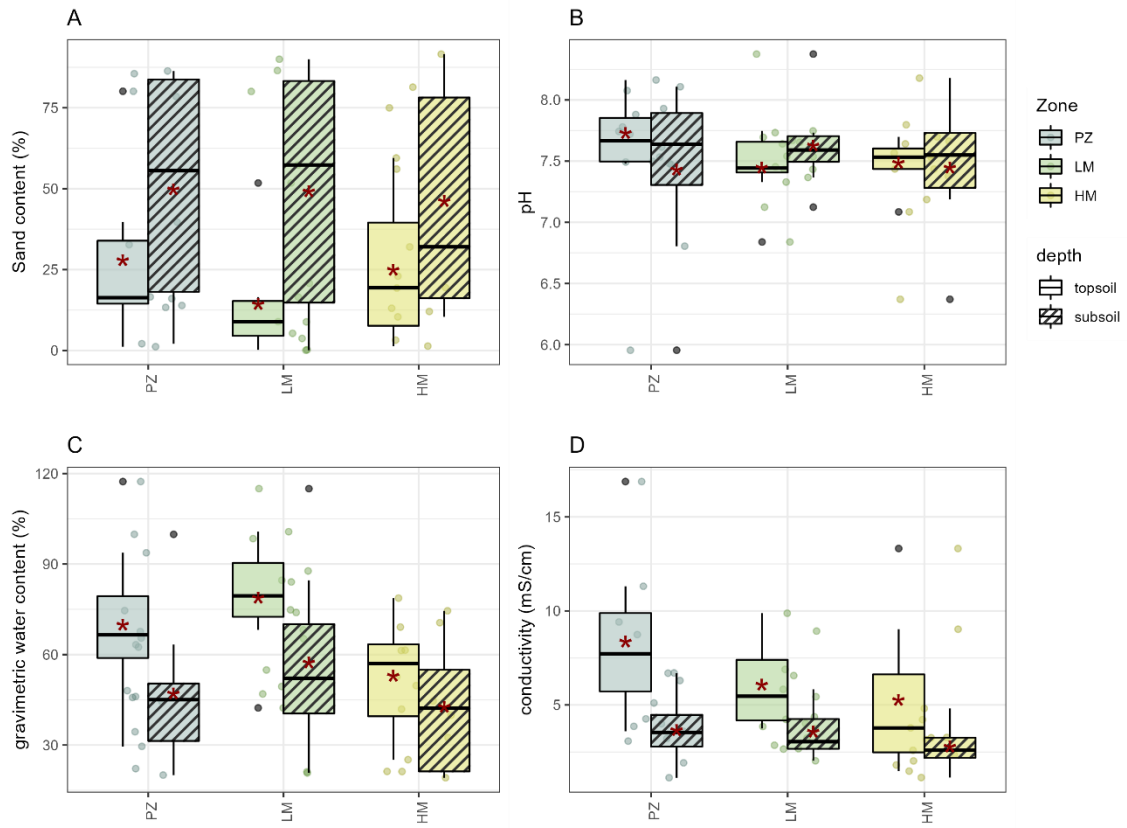 A
Sand content (%)
75
50
25
0
PZ
LM
HM
B
pH
8.0
7.5
7.0
6.5
6.0
PZ
LM
HM
Zone
PZ
LM
HM
depth
topsoil
subsoil
C
gravimetric water content (%)
120
90
60
30
PZ
LM
HM
D
conductivity (mS/cm)
15
10
5
PZ
LM
HM